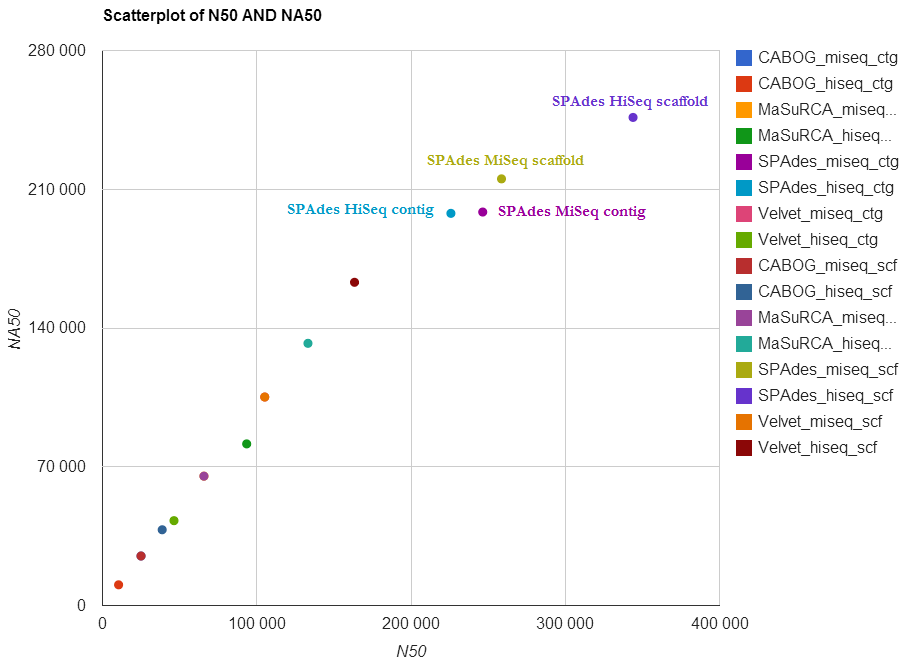 Scatterplot of N50 AND NA50
280 000
210 000
140 000
70 000
0
NA50
0
100 000
200 000
300 000
400 000
N50
SPAdes HiSeq scaffold
SPAdes MiSeq scaffold
SPAdes HiSeq contig
SPAdes MiSeq contig
CABOG_miseq_ctg
CABOG_hiseq_ctg
MaSuRCA_miseq...
MaSuRCA_hiseq...
SPAdes_miseq_ctg
SPAdes_hiseq_ctg
Velvet_miseq_ctg
Velvet_hiseq_ctg
CABOG_miseq_scf
CABOG_hiseq_scf
MaSuRCA_miseq...
MaSuRCA_hiseq...
SPAdes_miseq_scf
SPAdes_hiseq_scf
Velvet_miseq_scf
Velvet_hiseq_scf